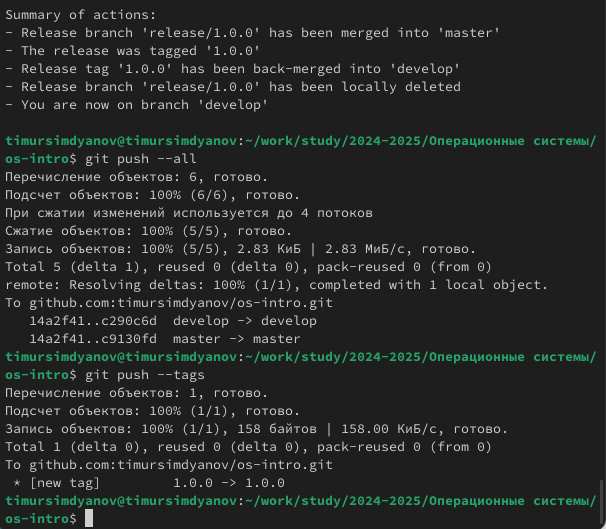 Summary of actions:
- Release branch 'release/1.0.0' has been merged into 'master'
- The release was tagged '1.0.0'
- Release tag '1.0.0' has been back-merged into 'develop'
- Release branch 'release/1.0.0' has been locally deleted
- You are now on branch 'develop'

timursimdyanov@timursimdyanov:~/work/study/2024-2025/Операционные системы/
os-intro$ git push --all
Перечисление объектов: 6, готово.
Подсчет объектов: 100% (6/6), готово.
При сжатии изменений используется до 4 потоков
Сжатие объектов: 100% (5/5), готово.
Запись объектов: 100% (5/5), 2.83 КиБ | 2.83 МиБ/с, готово.
Total 5 (delta 1), reused 0 (delta 0), pack-reused 0 (from 0)
remote: Resolving deltas: 100% (1/1), completed with 1 local object.
To github.com:timursimdyanov/os-intro.git
   14a2f41..c290c6d  develop -> develop
   14a2f41..c9130fd  master -> master
timursimdyanov@timursimdyanov:~/work/study/2024-2025/Операционные системы/
os-intro$ git push --tags
Перечисление объектов: 1, готово.
Подсчет объектов: 100% (1/1), готово.
Запись объектов: 100% (1/1), 158 байтов | 158.00 КиБ/с, готово.
Total 1 (delta 0), reused 0 (delta 0), pack-reused 0 (from 0)
To github.com:timursimdyanov/os-intro.git
 * [new tag]         1.0.0 -> 1.0.0
timursimdyanov@timursimdyanov:~/work/study/2024-2025/Операционные системы/
os-intro$